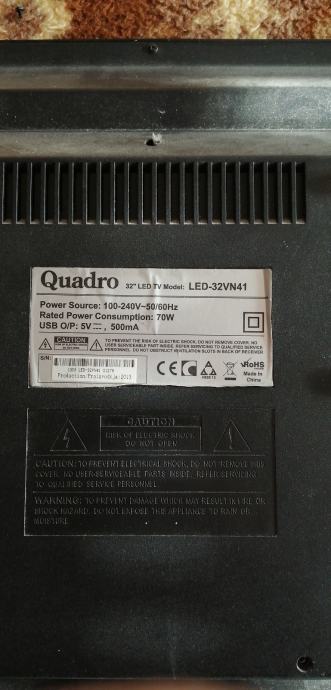 Quadro 32" LED TV Model: LED-32VN41
Power Source: 100-240V~50/60Hz
Rated Power Consumption: 70W
USB O/P: 5V, 500mA
CAUTION
TO PREVENT THE RISK OF ELECTRIC SHOCK, DO NOT REMOVE COVER. NO
USER SERVICEABLE PART INSIDE. REFER SERVICING TO QUALIFIED SERVICE
PERSONNEL. DO NOT OBSTRUCT VENTILATION SLOTS IN BACK OF RECEIVER
S/N:
CE
RoHS
Made in
China
CAUTION
RISK OF ELECTRIC SHOCK
DO NOT OPEN
CAUTION: TO PREVENT ELECTRICAL SHOCK, DO NOT REMOVE THIS
COVER. NO USER-SERVICEABLE PARTS INSIDE. REFER SERVICING
TO QUALIFIED SERVICE PERSONNEL.
WARNING: TO PREVENT DAMAGE WHICH MAY RESULT IN FIRE OR
SHOCK HAZARD, DO NOT EXPOSE THIS APPLIANCE TO RAIN OR
MOISTURE